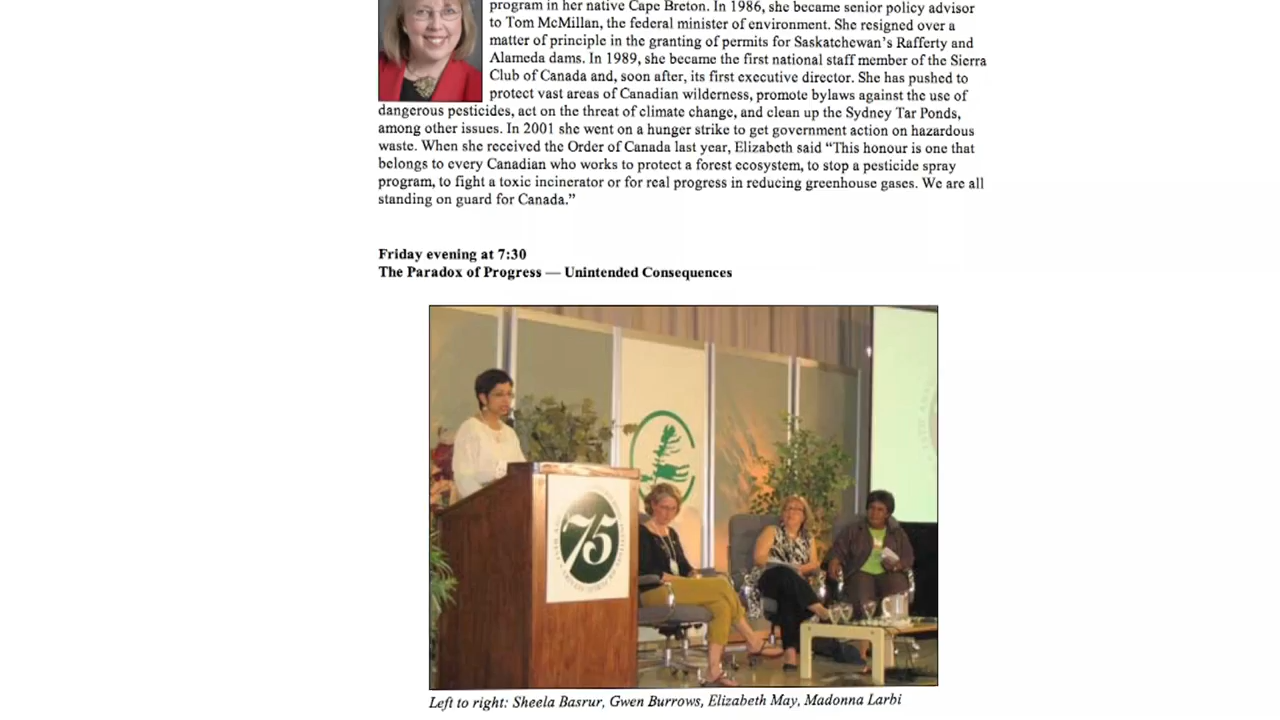 program in her native Cape Breton. In 1986, she became senior policy advisor
to Tom McMillan, the federal minister of environment. She resigned over a
matter of principle in the granting of permits for Saskatchewan's Rafferty and
Alameda dams. In 1989, she became the first national staff member of the Sierra
Club of Canada and, soon after, its first executive director. She has pushed to
protect vast areas of Canadian wilderness, promote bylaws against the use of
dangerous pesticides, act on the threat of climate change, and clean up the Sydney Tar Ponds,
among other issues. In 2001 she went on a hunger strike to get government action on hazardous
waste. When she received the Order of Canada last year, Elizabeth said “This honour is one that
belongs to every Canadian who works to protect a forest ecosystem, to stop a pesticide spray
program, to fight a toxic incinerator or for real progress in reducing greenhouse gases. We are all
standing on guard for Canada.”
Friday evening at 7:30
The Paradox of Progress — Unintended Consequences
75
Left to right: Sheela Basrur, Gwen Burrows, Elizabeth May, Madonna Larbi